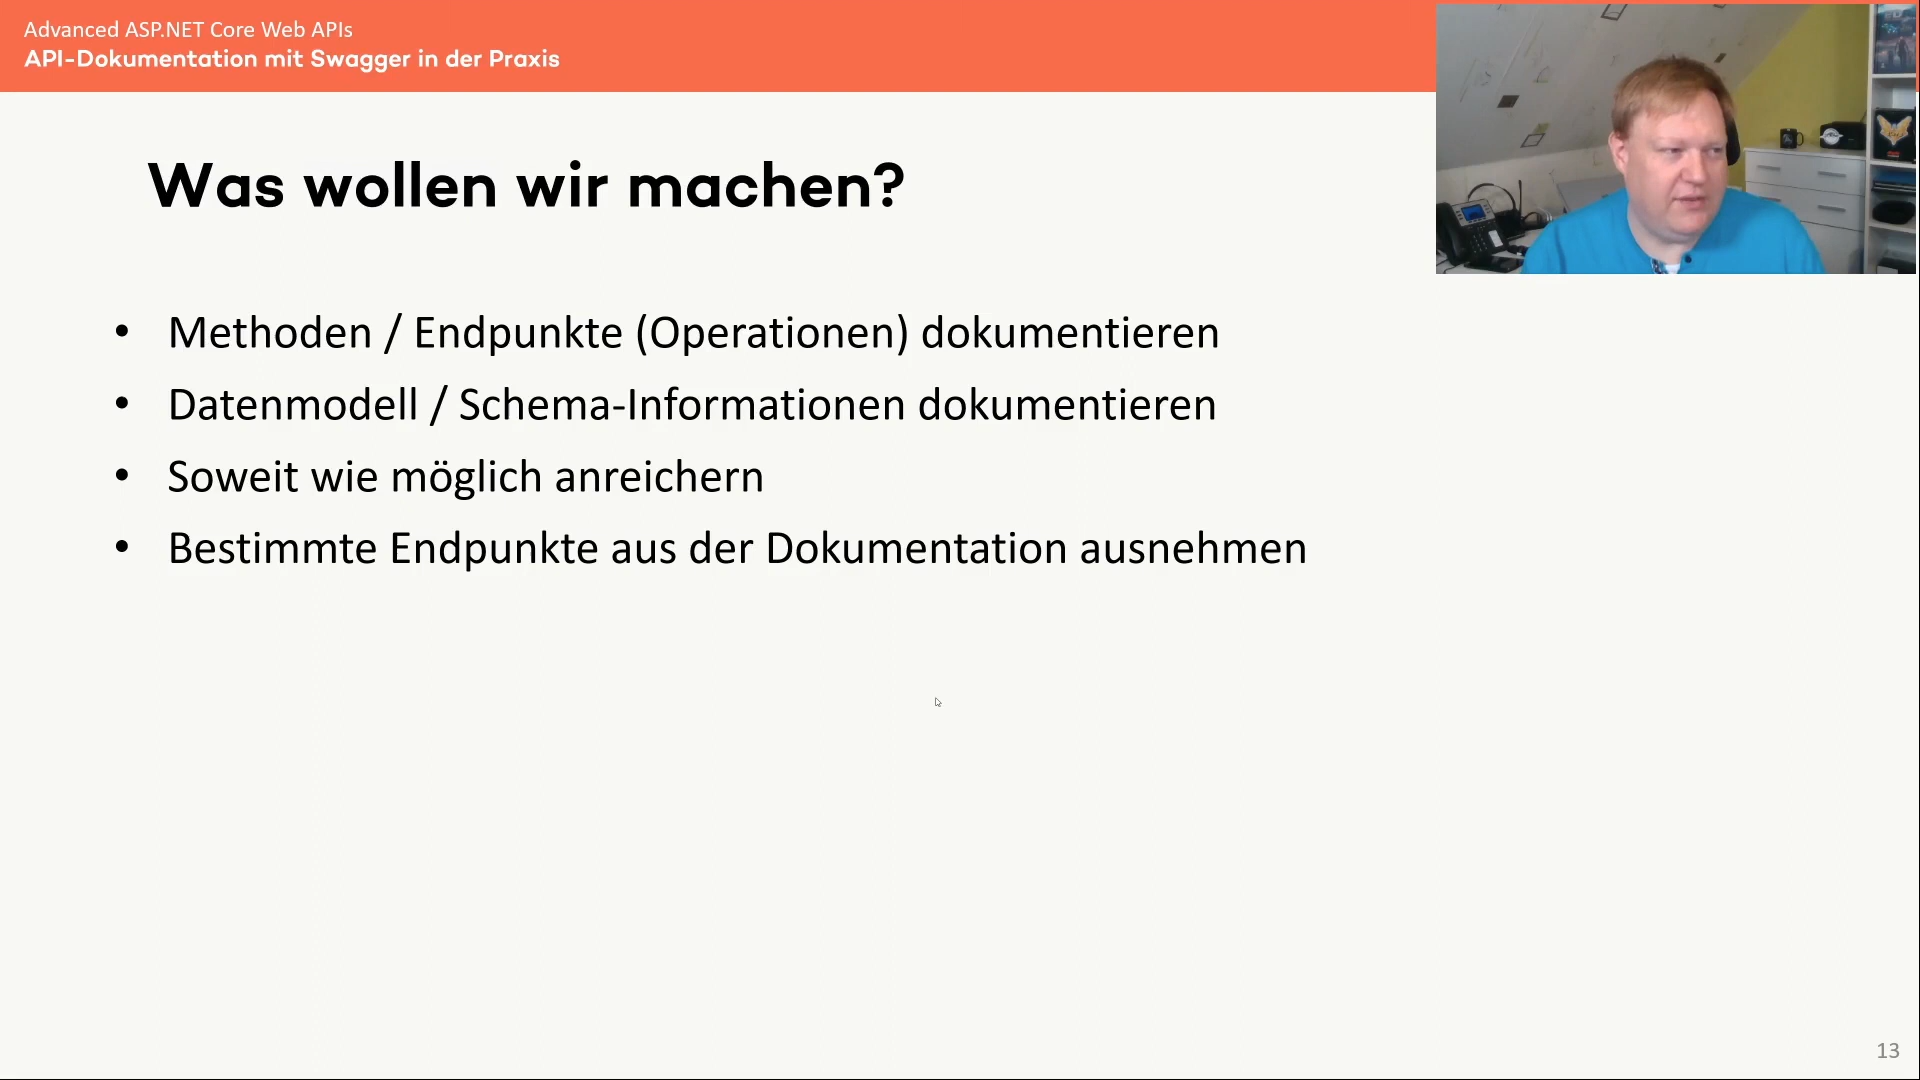 Advanced ASP.NET Core Web APIs
API-Dokumentation mit Swagger in der Praxis
Was wollen wir machen?
• Methoden / Endpunkte (Operationen) dokumentieren
• Datenmodell / Schema-Informationen dokumentieren
• Soweit wie möglich anreichern
• Bestimmte Endpunkte aus der Dokumentation ausnehmen
13